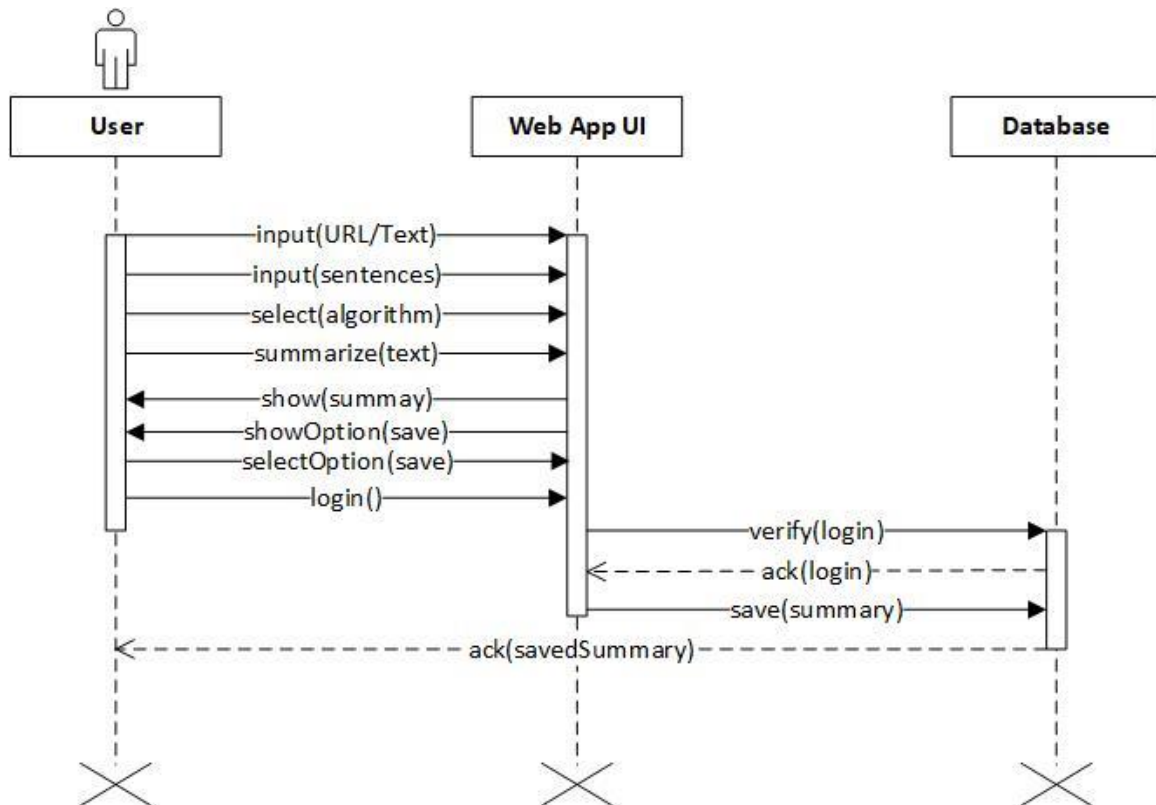 User
Web App UI
Database
input(URL/Text)
input(sentences)
select(algorithm)
summarize(text)
show(summay)
showOption(save)
selectOption(save)
login()
verify(login)
ack(login)
save(summary)
ack(savedSummary)